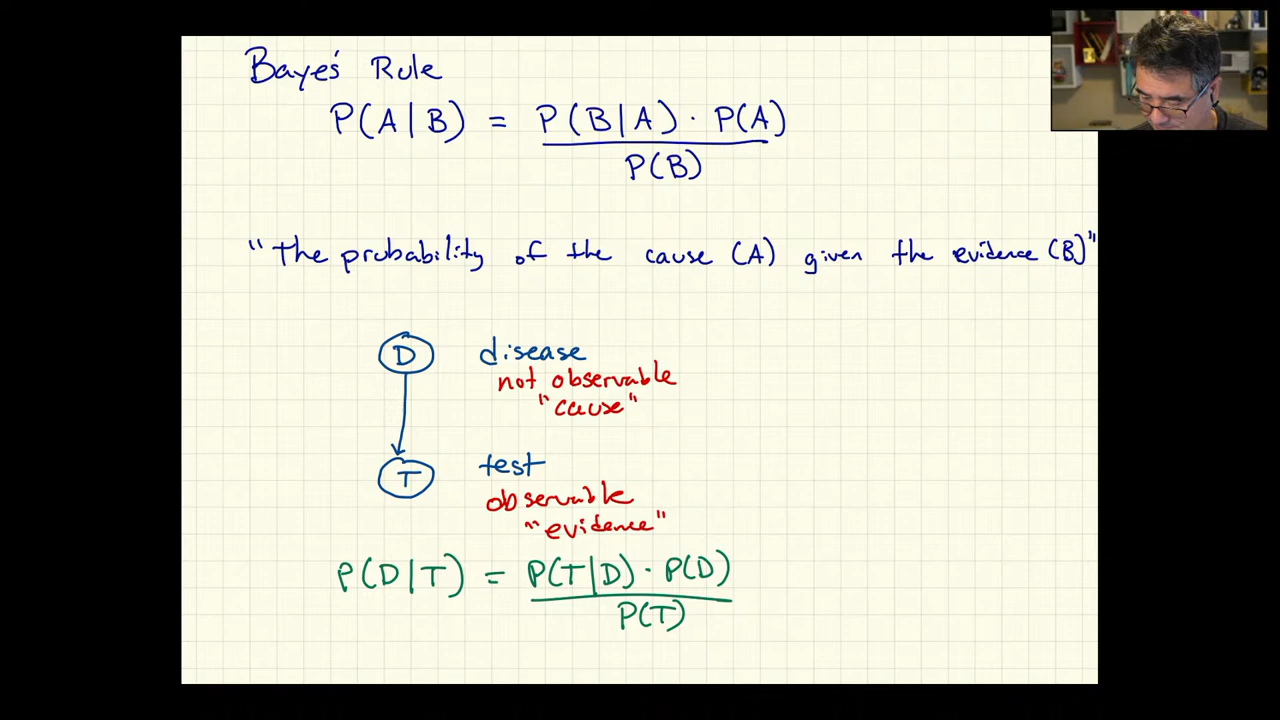 Bayes' Rule
P(A|B) = P(B|A) · P(A)
P(B)
"the probability of the cause (A) given the evidence (B)"
D disease
not observable
"cause"
T test
observable
"evidence"
P(D|T) = P(T|D) · P(D)
P(T)